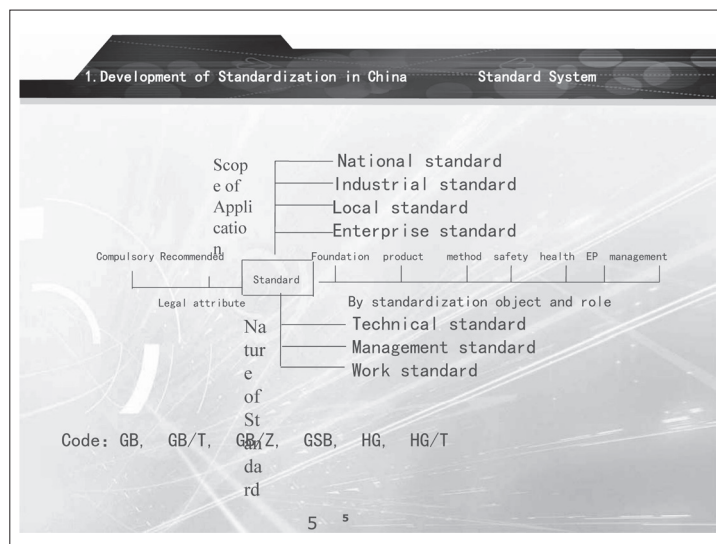 1.Development of Standardization in China Standard System
Scop
e of
Appli
catio
n
National standard
Industrial standard
Local standard
Enterprise standard
Compulsory Recommended
Foundation product method safety health EP management
Standard
Legal attribute
By standardization object and role
Na
tur
e
of
St
an
da
rd
Technical standard
Management standard
Work standard
Code: GB, GB/T, GB/Z, GSB, HG, HG/T
5 5